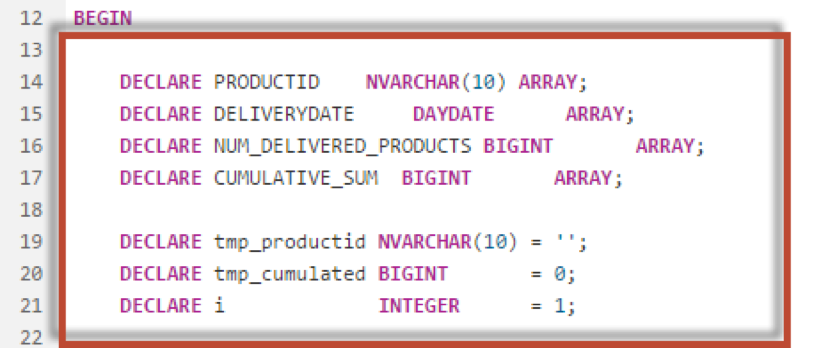 12 BEGIN
13
14 DECLARE PRODUCTID NVARCHAR(10) ARRAY;
15 DECLARE DELIVERYDATE DAYDATE ARRAY;
16 DECLARE NUM_DELIVERED_PRODUCTS BIGINT ARRAY;
17 DECLARE CUMULATIVE_SUM BIGINT ARRAY;
18
19 DECLARE tmp_productid NVARCHAR(10) = '';
20 DECLARE tmp_cumulated BIGINT = 0;
21 DECLARE i INTEGER = 1;
22